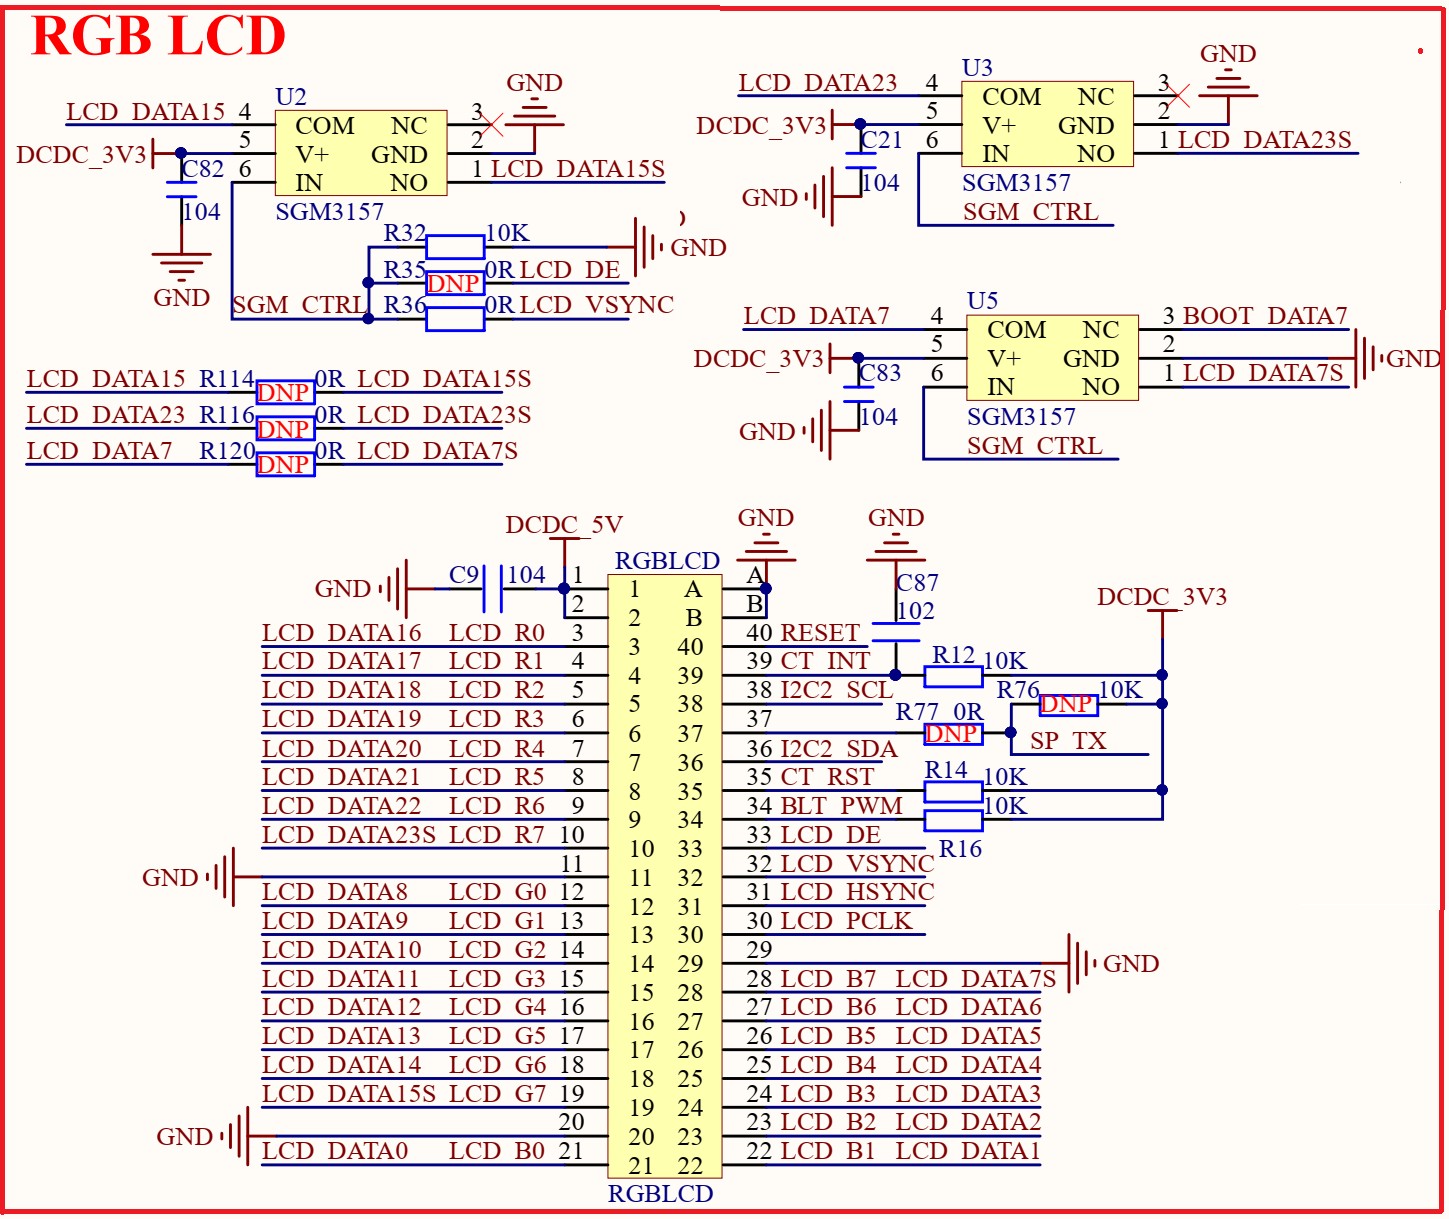 RGB LCD
U2
LCD_DATA15 4 COM NC 3
DCDC_3V3 5 V+ GND 2 GND
6 IN NO 1 LCD_DATA15S
C82
104
GND
SGM3157
R32 10K GND
R35 DNP 0R LCD_DE
SGM_CTRL R36 0R LCD_VSYNC
)
U3
LCD_DATA23 4 COM NC 3
DCDC_3V3 5 V+ GND 2 GND
6 IN NO 1 LCD_DATA23S
C21
104
GND
SGM3157
SGM_CTRL
U5
LCD_DATA7 4 COM NC 3 BOOT_DATA7
DCDC_3V3 5 V+ GND 2 GND
6 IN NO 1 LCD_DATA7S
C83
104
GND
SGM3157
SGM_CTRL
LCD_DATA15 R114 DNP 0R LCD_DATA15S
LCD_DATA23 R116 DNP 0R LCD_DATA23S
LCD_DATA7 R120 DNP 0R LCD_DATA7S
DCDC_5V
RGBLCD
GND
GND
GND C9 104 1 1 A A
2 2 B B
C87
102
DCDC_3V3
LCD_DATA16 LCD_R0 3 3 40 40 RESET
LCD_DATA17 LCD_R1 4 4 39 39 CT_INT R12 10K
LCD_DATA18 LCD_R2 5 5 38 38 I2C2_SCL R76 DNP 10K
LCD_DATA19 LCD_R3 6 6 37 37 R77 0R DNP SP_TX
LCD_DATA20 LCD_R4 7 7 36 36 I2C2_SDA
LCD_DATA21 LCD_R5 8 8 35 35 CT_RST R14 10K
LCD_DATA22 LCD_R6 9 9 34 34 BLT_PWM 10K R16
LCD_DATA23S LCD_R7 10 10 33 33 LCD_DE
GND 11 11 32 32 LCD_VSYNC
LCD_DATA8 LCD_G0 12 12 31 31 LCD_HSYNC
LCD_DATA9 LCD_G1 13 13 30 30 LCD_PCLK
LCD_DATA10 LCD_G2 14 14 29 29 GND
LCD_DATA11 LCD_G3 15 15 28 28 LCD_B7 LCD_DATA7S
LCD_DATA12 LCD_G4 16 16 27 27 LCD_B6 LCD_DATA6
LCD_DATA13 LCD_G5 17 17 26 26 LCD_B5 LCD_DATA5
LCD_DATA14 LCD_G6 18 18 25 25 LCD_B4 LCD_DATA4
LCD_DATA15S LCD_G7 19 19 24 24 LCD_B3 LCD_DATA3
GND 20 20 23 23 LCD_B2 LCD_DATA2
LCD_DATA0 LCD_B0 21 21 22 22 LCD_B1 LCD_DATA1
RGBLCD